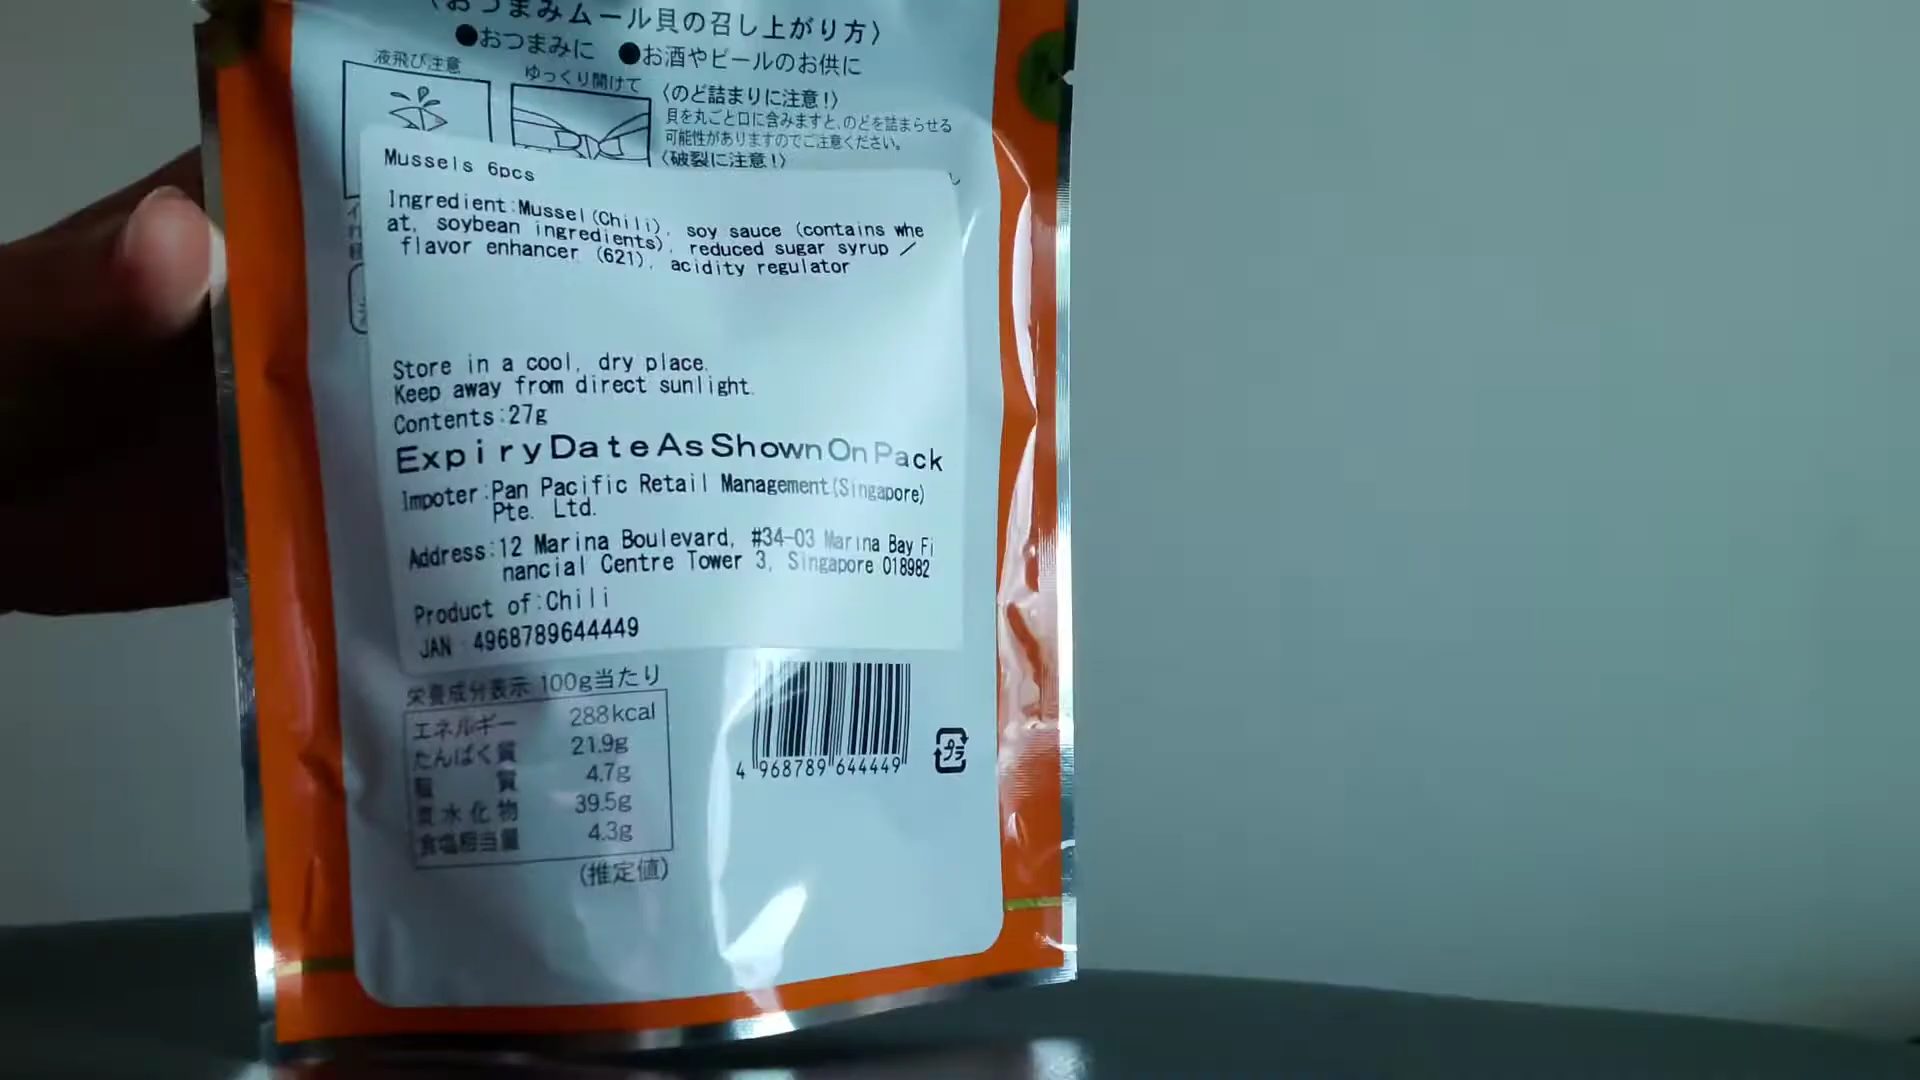 〈おつまみムール貝の召し上がり方〉
●おつまみに ●お酒やビールのお供に
液飛び注意
ゆっくり開けて
〈のど詰まりに注意!〉
貝を丸ごと口に含みますと、のどを詰まらせる
可能性がありますのでご注意ください。
〈破裂に注意!〉
Mussels 6pcs
Ingredient:Mussel(Chili), soy sauce (contains whe
at, soybean ingredients), reduced sugar syrup /
flavor enhancer (621), acidity regulator
Store in a cool, dry place.
Keep away from direct sunlight.
Contents:27g
Expiry Date As Shown On Pack
Impoter:Pan Pacific Retail Management(Singapore)
Pte. Ltd.
Address:12 Marina Boulevard, #34-03 Marina Bay Fi
nancial Centre Tower 3, Singapore 018982
Product of:Chili
JAN 4968789644449
栄養成分表示 100g当たり
エネルギー 288kcal
たんぱく質 21.9g
脂質 4.7g
炭水化物 39.5g
食塩相当量 4.3g
(推定値)
4 968789 644449
プラ